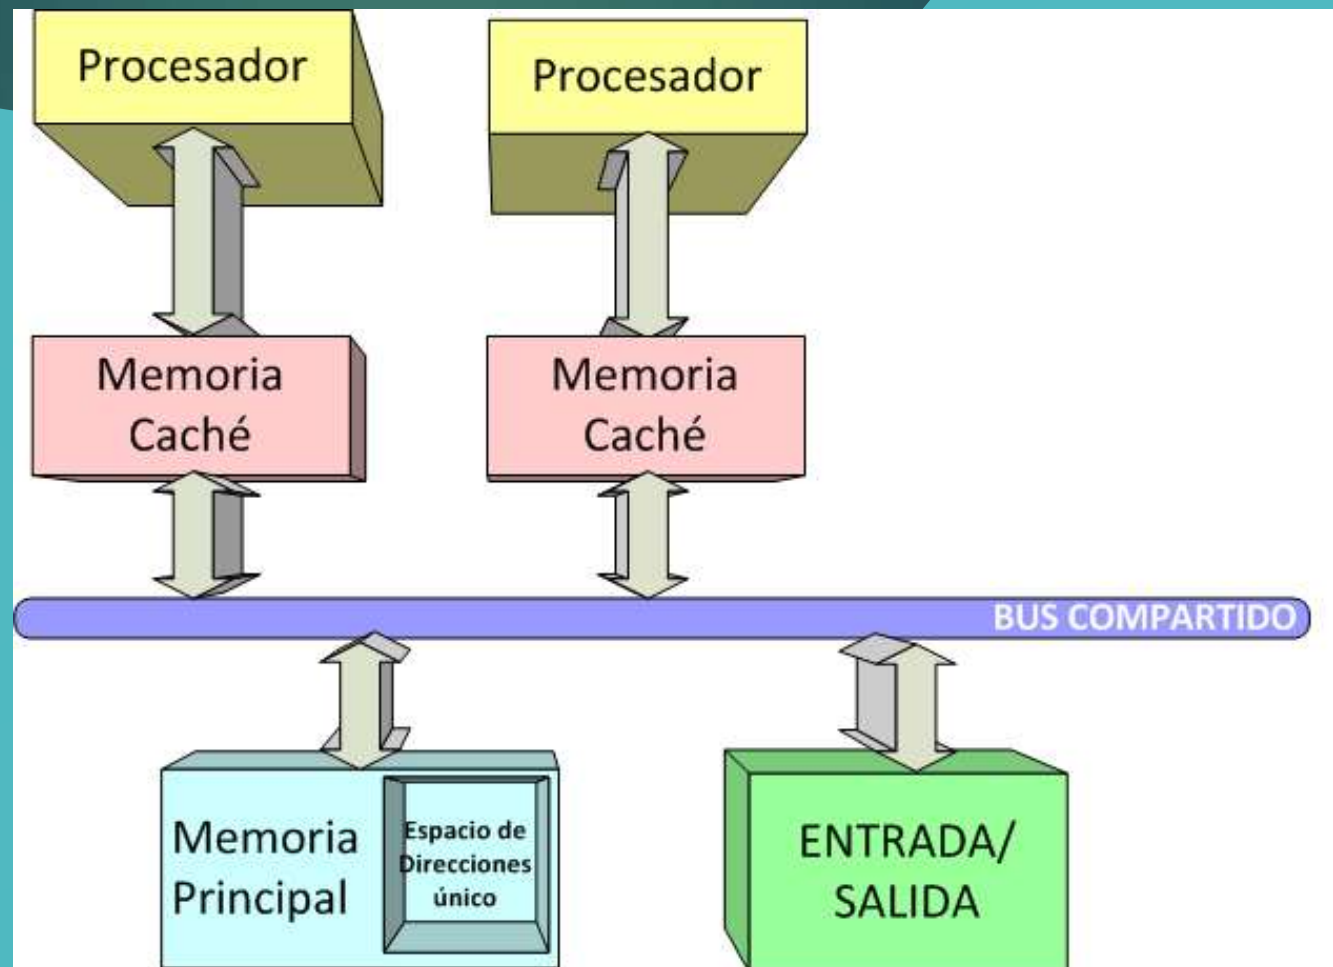 Procesador
Procesador
Memoria
Caché
Memoria
Caché
BUS COMPARTIDO
Memoria
Principal
Espacio de
Direcciones
único
ENTRADA/
SALIDA